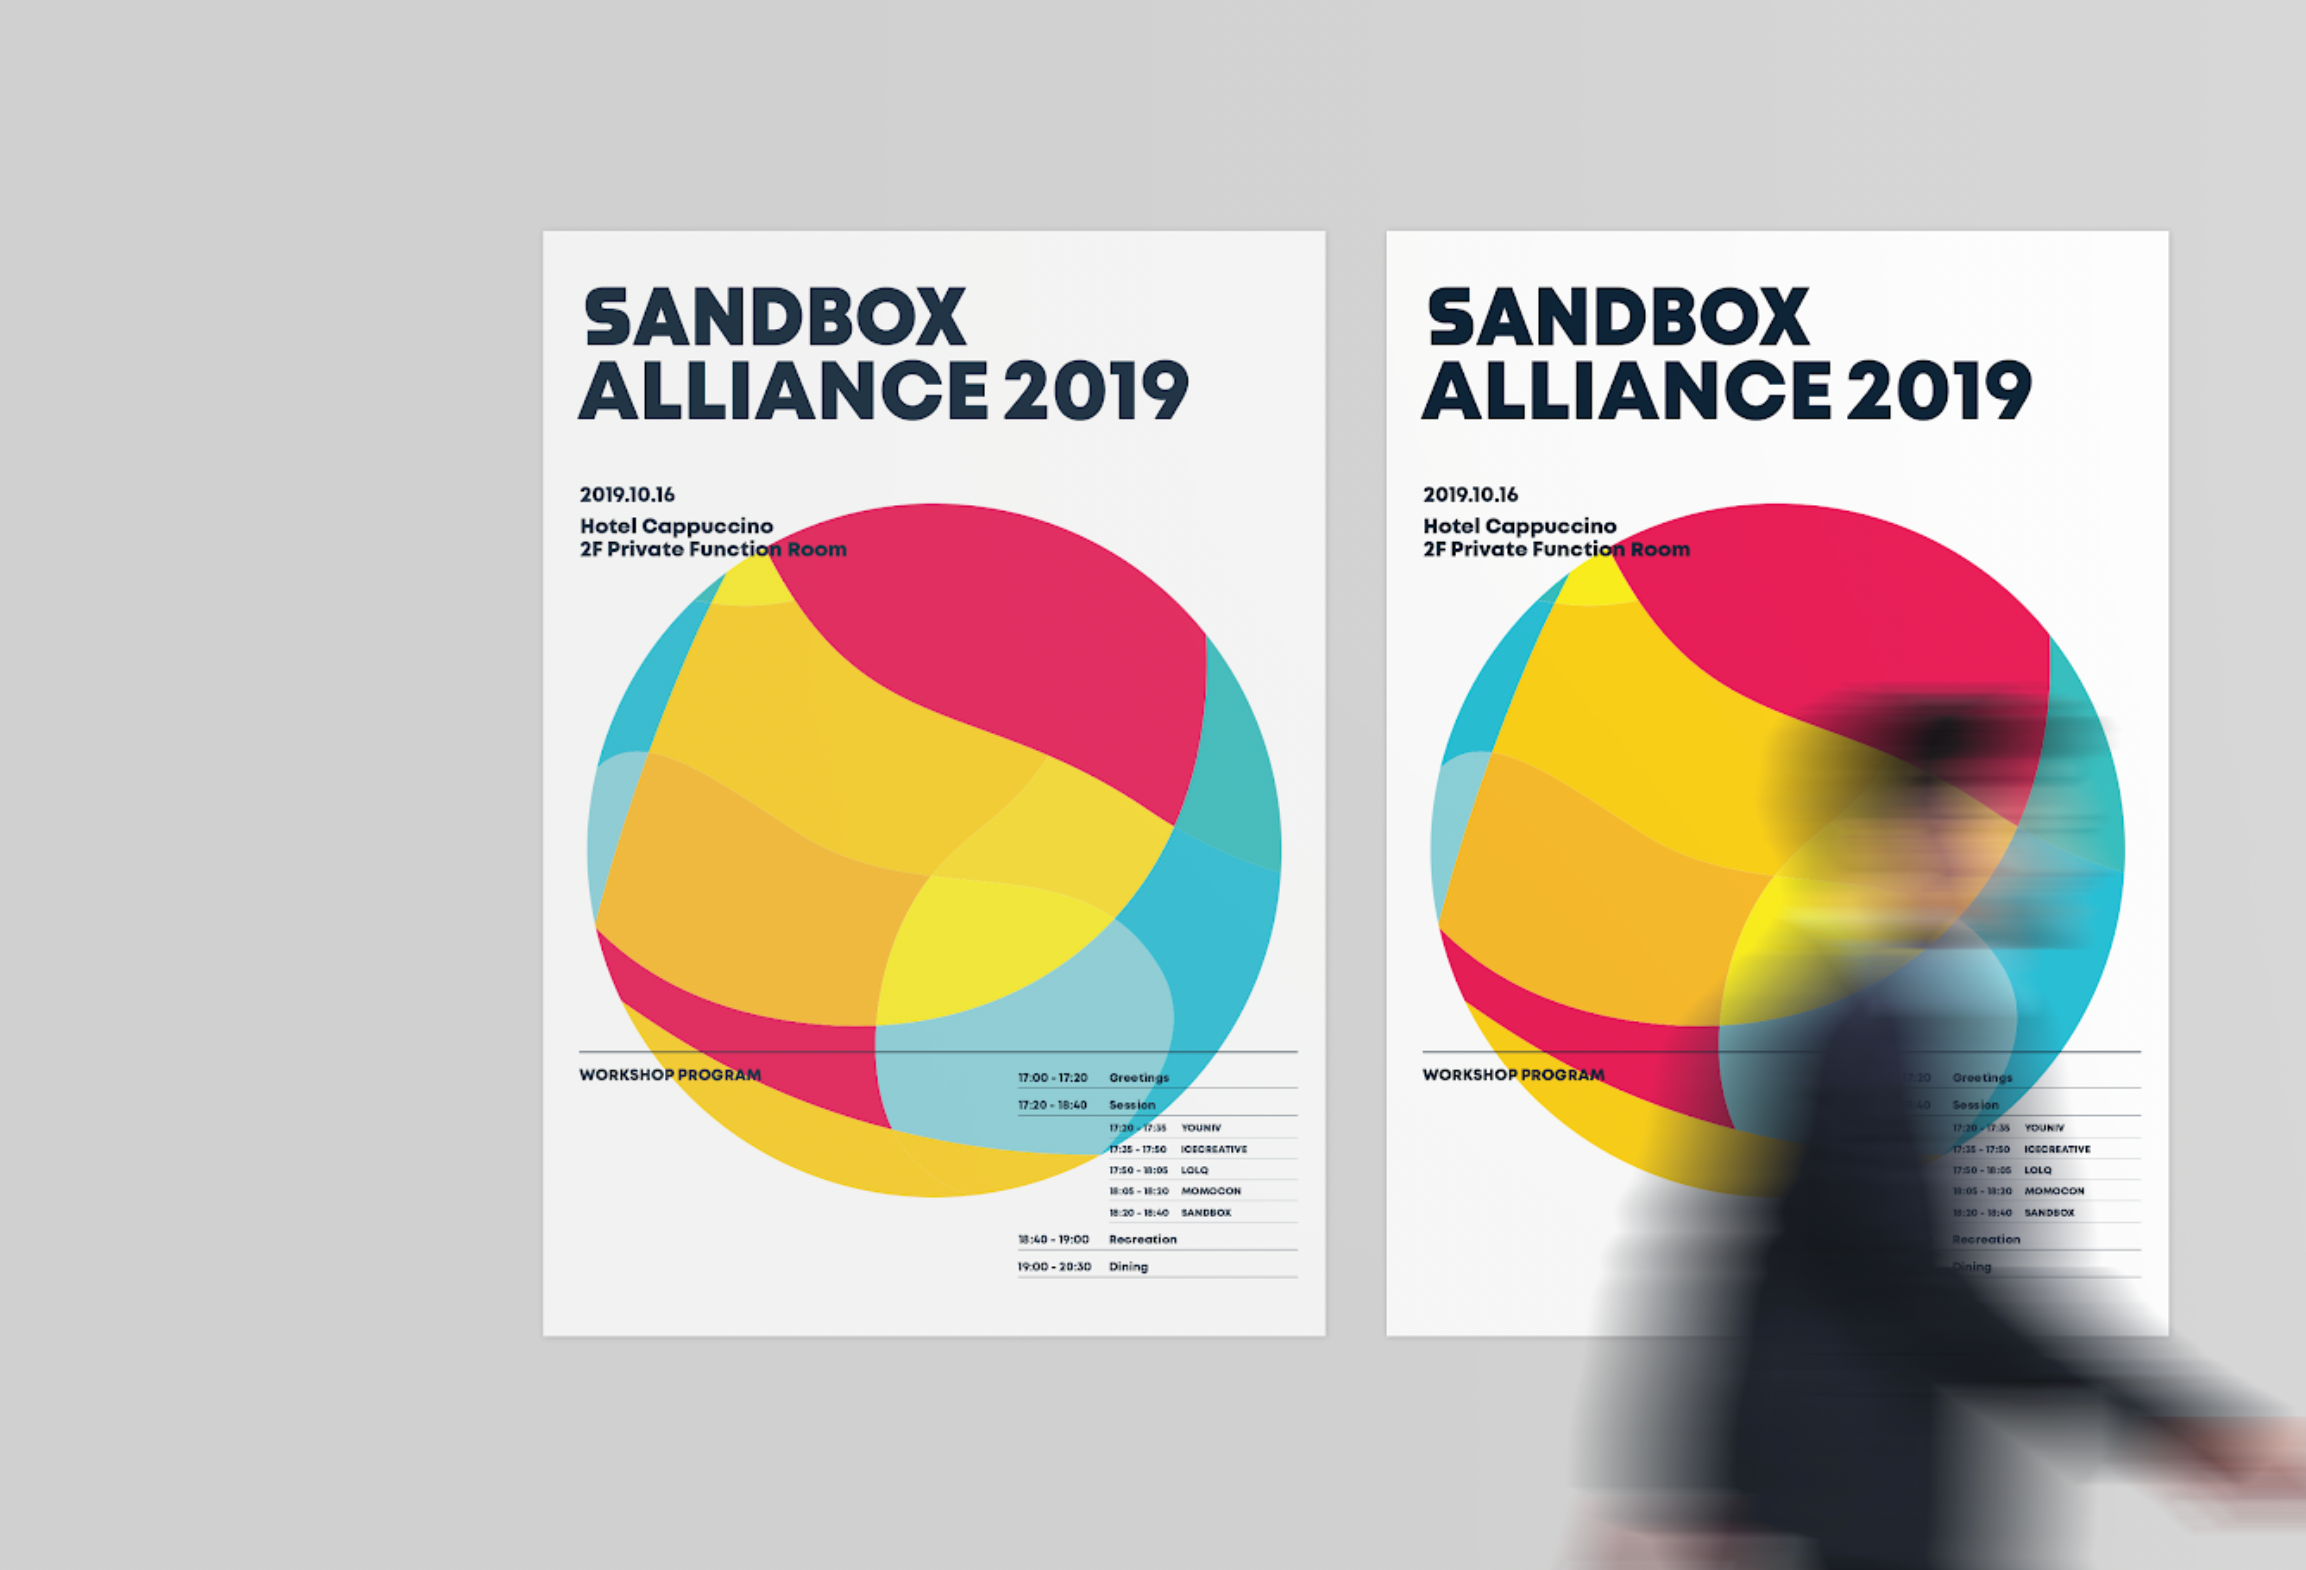 SANDBOX
ALLIANCE 2019
2019.10.16
Hotel Cappuccino
2F Private Function Room
WORKSHOP PROGRAM
17:00 - 17:20 Greetings
17:20 - 18:40 Session
17:20 - 17:35 YOUNIV
17:35 - 17:50 ICECREATIVE
17:50 - 18:05 LOLQ
18:05 - 18:20 MOMOCON
18:20 - 18:40 SANDBOX
18:40 - 19:00 Recreation
19:00 - 20:30 Dining
SANDBOX
ALLIANCE 2019
2019.10.16
Hotel Cappuccino
2F Private Function Room
WORKSHOP PROGRAM
17:20 Greetings
:40 Session
17:20 - 17:35 YOUNIV
17:35 - 17:50 ICECREATIVE
17:50 - 18:05 LOLQ
18:05 - 18:20 MOMOCON
18:20 - 18:40 SANDBOX
Recreation
Dining